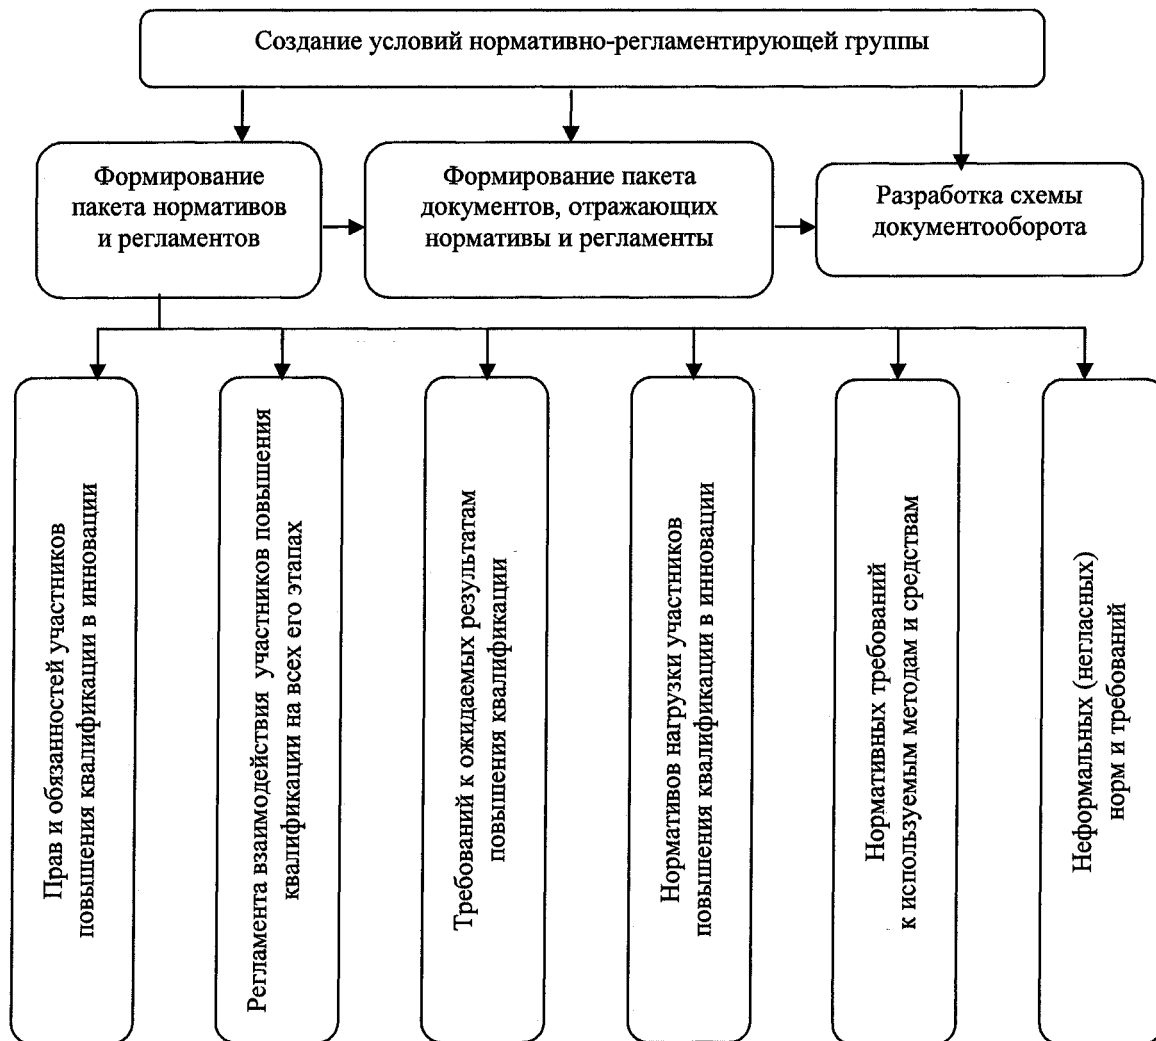 Создание условий нормативно-регламентирующей группы
Формирование
пакета нормативов
и регламентов
Формирование пакета
документов, отражающих
нормативы и регламенты
Разработка схемы
документооборота
Прав и обязанностей участников
повышения квалификации в инновации
Регламента взаимодействия участников повышения
квалификации на всех его этапах
Требований к ожидаемых результам
повышения квалификации
Нормативов нагрузки участников
повышения квалификации в инновации
Нормативных требований
к используемым методам и средствам
Неформальных (негласных)
норм и требований